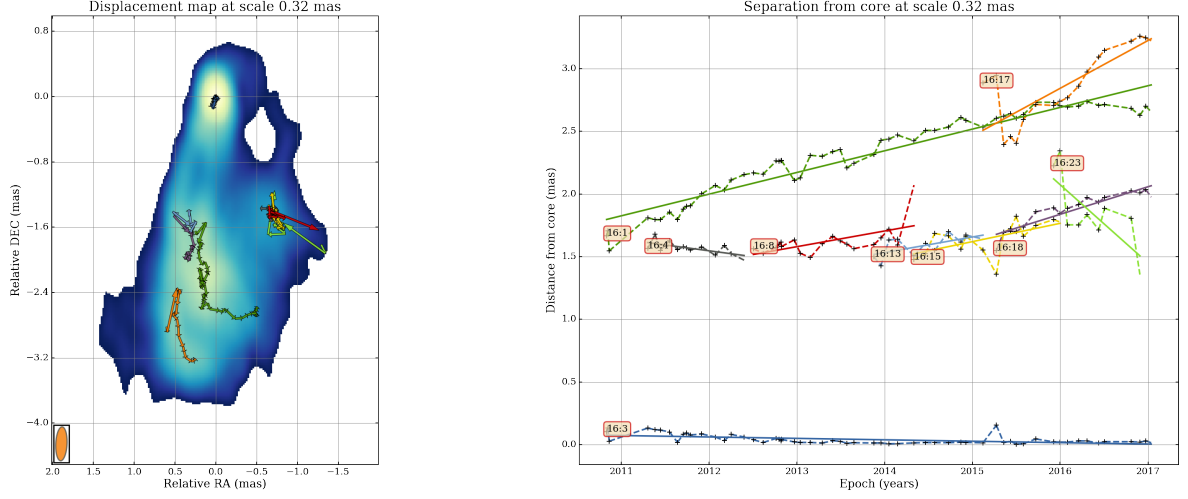 Displacement map at scale 0.32 mas
0.8
0.0
−0.8
−1.6
−2.4
−3.2
−4.0
Relative DEC (mas)
2.0 1.5 1.0 0.5 0.0 −0.5 −1.0 −1.5
Relative RA (mas)
Separation from core at scale 0.32 mas
3.0
2.5
2.0
1.5
1.0
0.5
0.0
Distance from core (mas)
16:17
16:23
16:1
16:4
16:8
16:13
16:15
16:18
16:3
2011 2012 2013 2014 2015 2016 2017
Epoch (years)